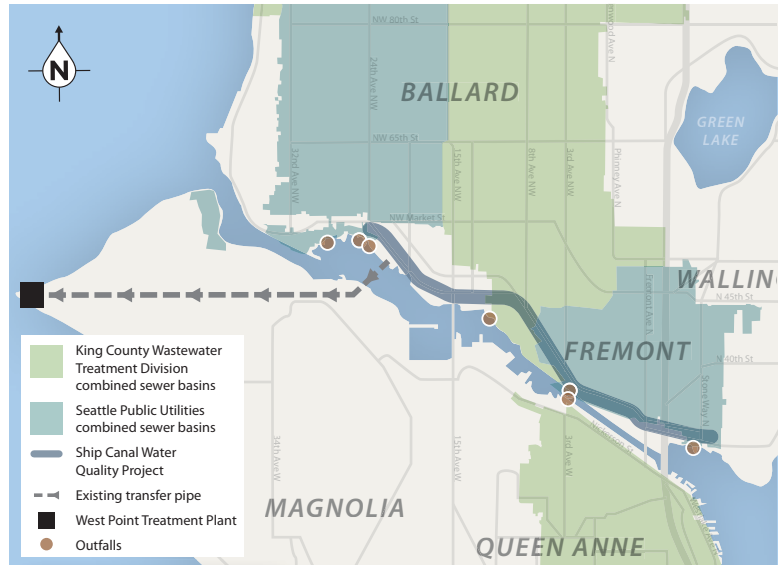 NW 80th St
24th Ave NW
BALLARD
GREEN
LAKE
N
NW 65th St
32nd Ave NW
15th Ave NW
8th Ave NW
3rd Ave NW
Phinney Ave N
NW Market St
WALLING
N 45th St
Fremont Ave N
FREMONT
N 40th St
Stone Way N
King County Wastewater
Treatment Division
combined sewer basins
Seattle Public Utilities
combined sewer basins
Ship Canal Water
Quality Project
Existing transfer pipe
West Point Treatment Plant
Outfalls
34th Ave W
15th Ave W
3rd Ave W
Nickerson St
MAGNOLIA
QUEEN ANNE